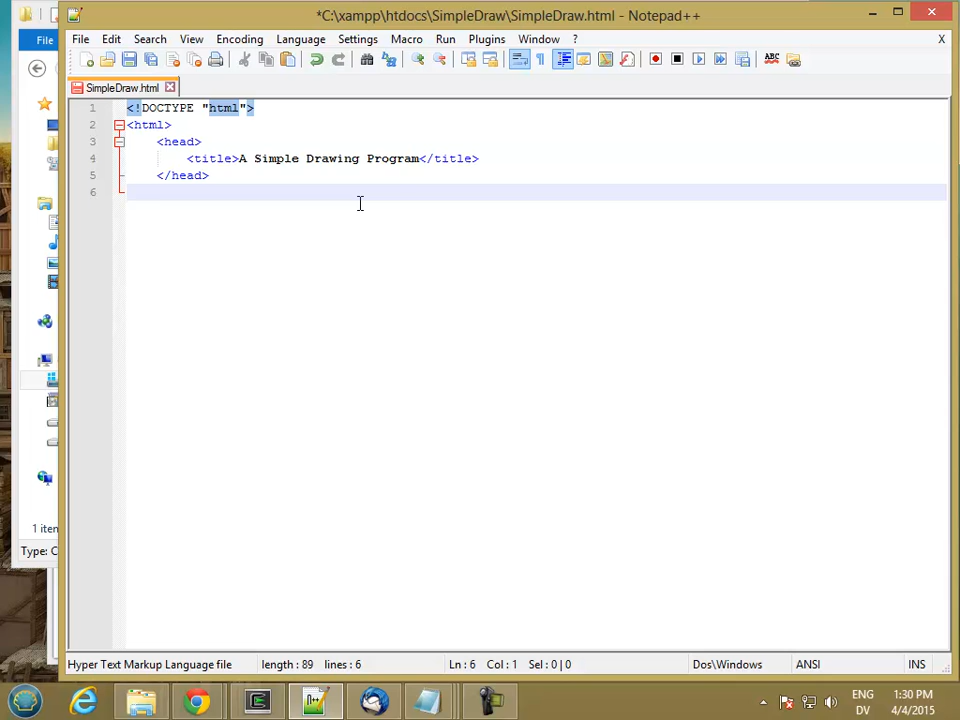 *C:\xampp\htdocs\SimpleDraw\SimpleDraw.html - Notepad++
File
File Edit Search View Encoding Language Settings Macro Run Plugins Window ? X
ABC
SimpleDraw.html
1 <!DOCTYPE "html">
2 <html>
3 <head>
4 <title>A Simple Drawing Program</title>
5 </head>
6
1 iten
Type: C
Hyper Text Markup Language file length : 89 lines : 6 Ln : 6 Col : 1 Sel : 0 | 0 Dos\Windows ANSI INS
N++
ENG 1:30 PM
DV 4/4/2015